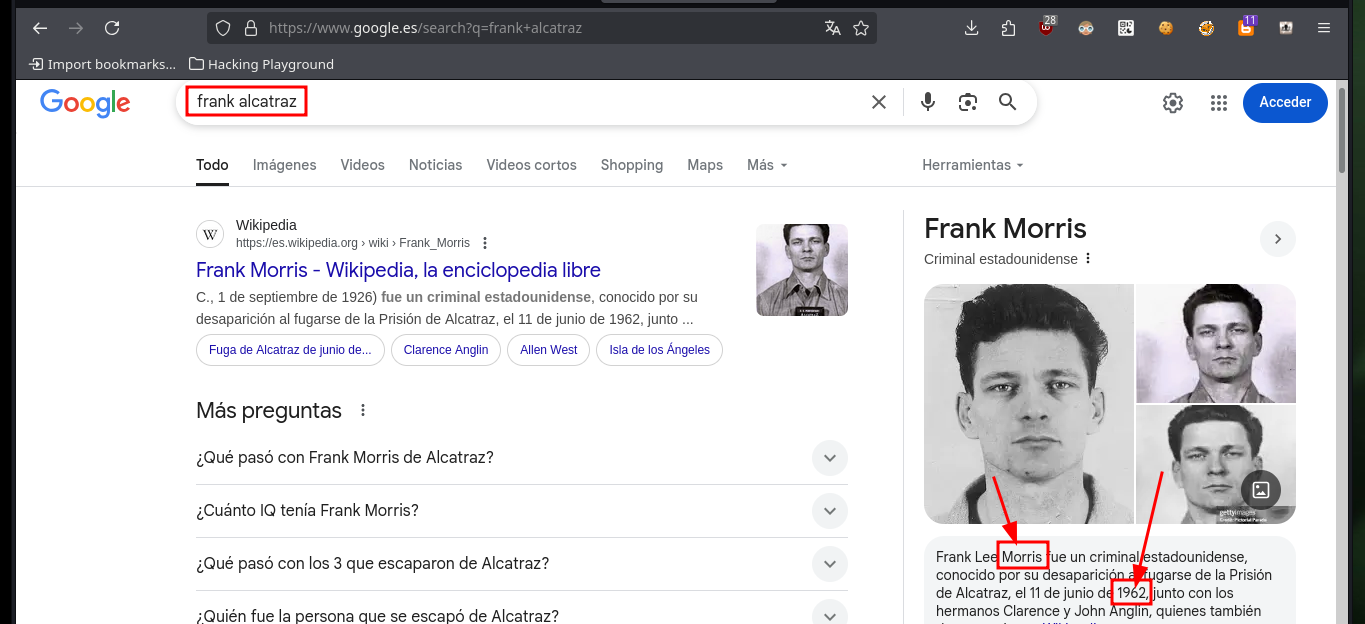 https://www.google.es/search?q=frank+alcatraz
28
11
Import bookmarks...
Hacking Playground
Google
frank alcatraz
Acceder
Todo
Imágenes
Videos
Noticias
Videos cortos
Shopping
Maps
Más
Herramientas
W
Wikipedia
https://es.wikipedia.org › wiki › Frank_Morris
Frank Morris - Wikipedia, la enciclopedia libre
C., 1 de septiembre de 1926) fue un criminal estadounidense, conocido por su
desaparición al fugarse de la Prisión de Alcatraz, el 11 de junio de 1962, junto ...
Fuga de Alcatraz de junio de...
Clarence Anglin
Allen West
Isla de los Ángeles
Más preguntas
¿Qué pasó con Frank Morris de Alcatraz?
¿Cuánto IQ tenía Frank Morris?
¿Qué pasó con los 3 que escaparon de Alcatraz?
¿Quién fue la persona que se escapó de Alcatraz?
Frank Morris
Criminal estadounidense
gettyimages
Credit: Pictorial Parade
Frank Lee Morris fue un criminal estadounidense,
conocido por su desaparición al fugarse de la Prisión
de Alcatraz, el 11 de junio de 1962, junto con los
hermanos Clarence y John Anglin, quienes también